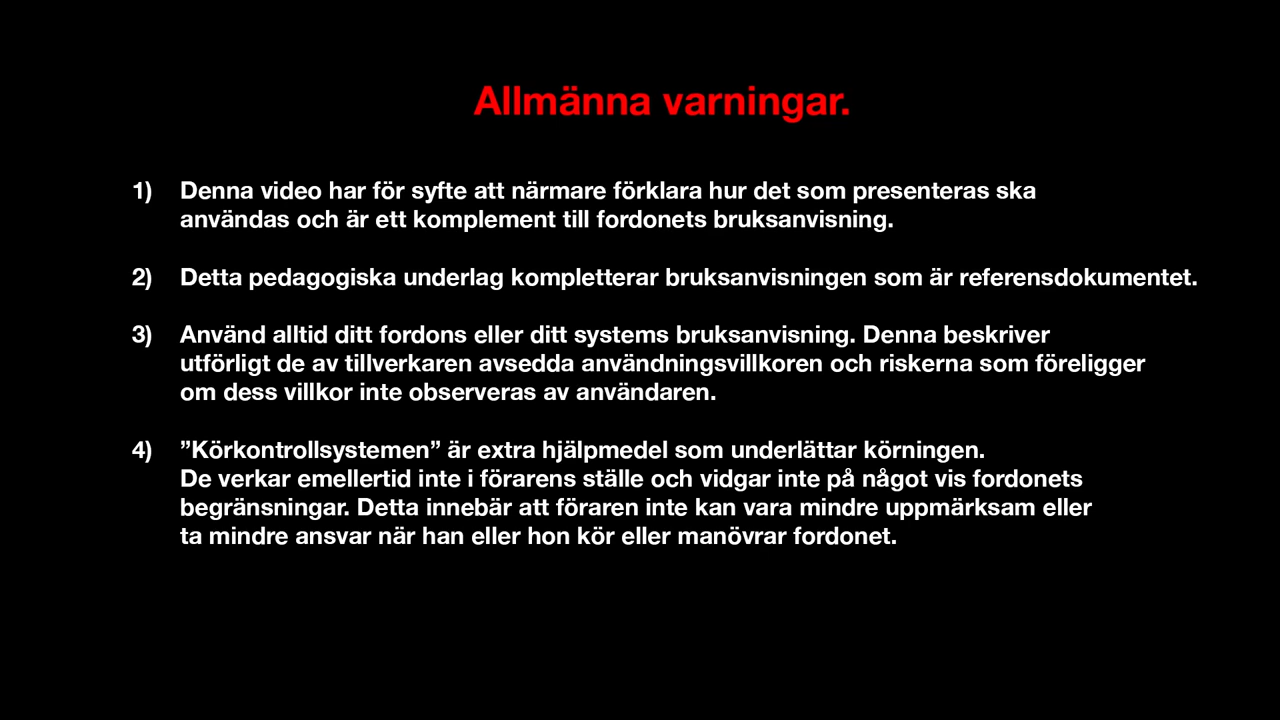 Allmänna varningar.
1) Denna video har för syfte att närmare förklara hur det som presenteras ska
användas och är ett komplement till fordonets bruksanvisning.
2) Detta pedagogiska underlag kompletterar bruksanvisningen som är referensdokumentet.
3) Använd alltid ditt fordons eller ditt systems bruksanvisning. Denna beskriver
utförligt de av tillverkaren avsedda användningsvillkoren och riskerna som föreligger
om dess villkor inte observeras av användaren.
4) ”Körkontrollsystemen” är extra hjälpmedel som underlättar körningen.
De verkar emellertid inte i förarens ställe och vidgar inte på något vis fordonets
begränsningar. Detta innebär att föraren inte kan vara mindre uppmärksam eller
ta mindre ansvar när han eller hon kör eller manövrar fordonet.